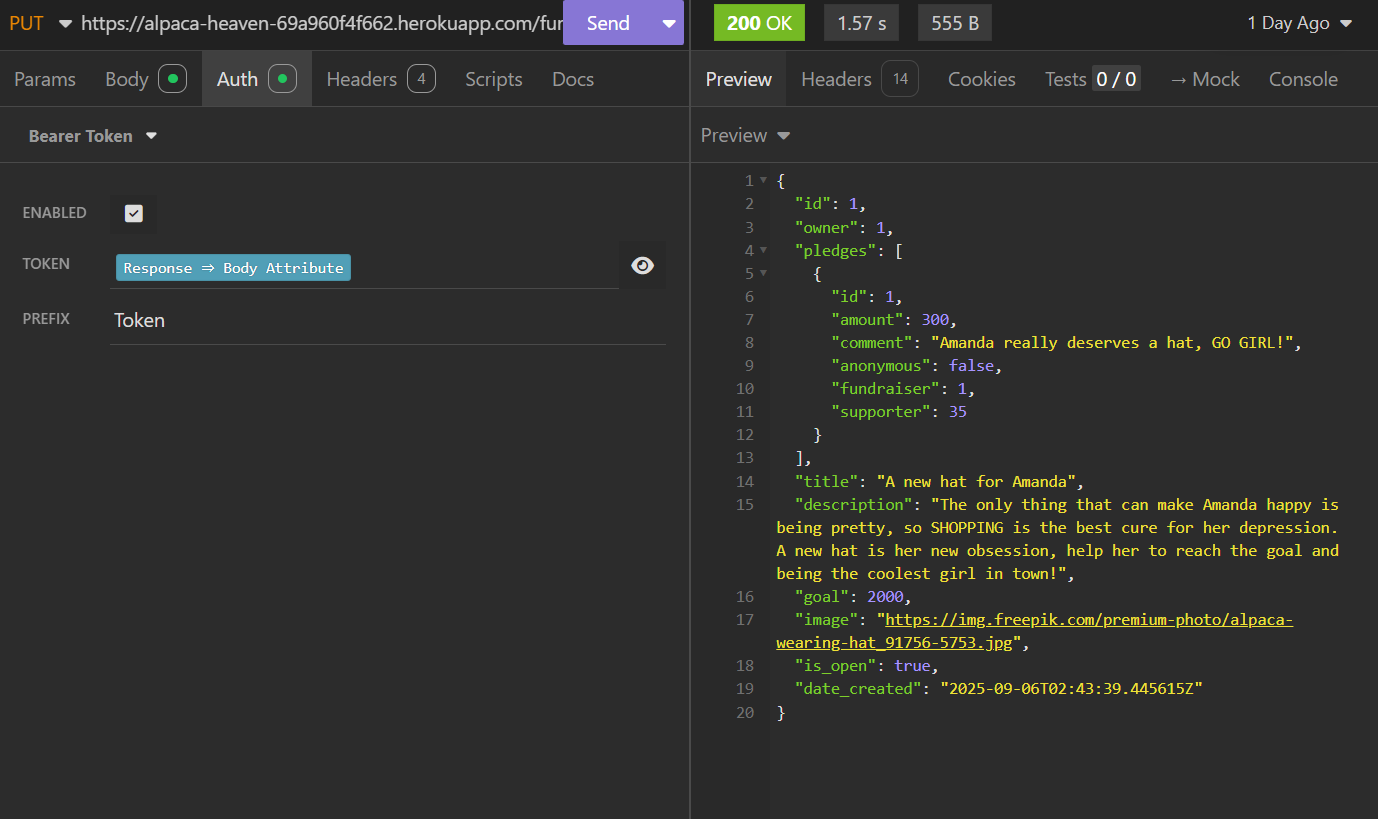 PUT https://alpaca-heaven-69a960f4f662.herokuapp.com/fur Send 200 OK 1.57 s 555 B 1 Day Ago
Params Body Auth Headers 4 Scripts Docs Preview Headers 14 Cookies Tests 0 / 0 → Mock Console
Bearer Token Preview
ENABLED
TOKEN Response ⇒ Body Attribute
PREFIX Token
1 {
2 "id": 1,
3 "owner": 1,
4 "pledges": [
5 {
6 "id": 1,
7 "amount": 300,
8 "comment": "Amanda really deserves a hat, GO GIRL!",
9 "anonymous": false,
10 "fundraiser": 1,
11 "supporter": 35
12 }
13 ],
14 "title": "A new hat for Amanda",
15 "description": "The only thing that can make Amanda happy is
being pretty, so SHOPPING is the best cure for her depression.
A new hat is her new obsession, help her to reach the goal and
being the coolest girl in town!",
16 "goal": 2000,
17 "image": "https://img.freepik.com/premium-photo/alpaca-
wearing-hat_91756-5753.jpg",
18 "is_open": true,
19 "date_created": "2025-09-06T02:43:39.445615Z"
20 }